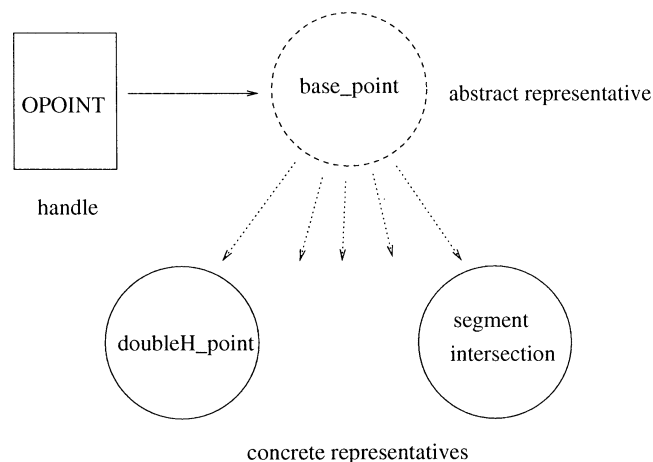 OPOINT
base_point
abstract representative
handle
doubleH_point
segment
intersection
concrete representatives